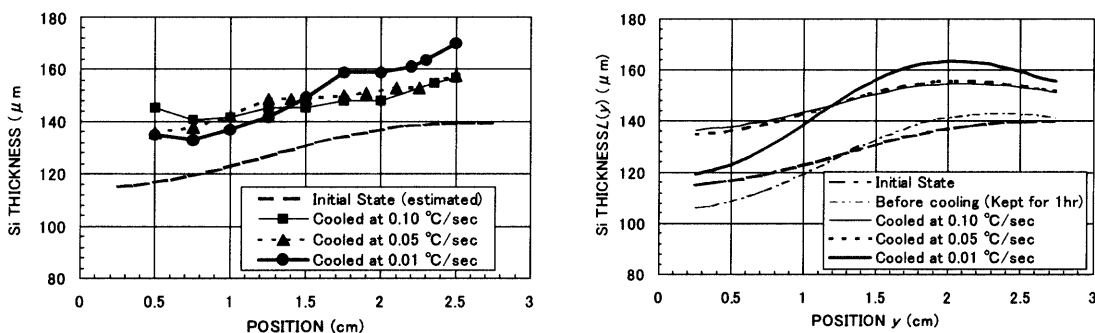 Si THICKNESS (μm)
180
160
140
120
100
80
0
0.5
1
1.5
2
2.5
3
POSITION (cm)
Initial State (estimated)
Cooled at 0.10 °C/sec
Cooled at 0.05 °C/sec
Cooled at 0.01 °C/sec
Si THICKNESS L(y) (μm)
180
160
140
120
100
80
0
0.5
1
1.5
2
2.5
3
POSITION y (cm)
Initial State
Before cooling (Kept for 1hr)
Cooled at 0.10 °C/sec
Cooled at 0.05 °C/sec
Cooled at 0.01 °C/sec